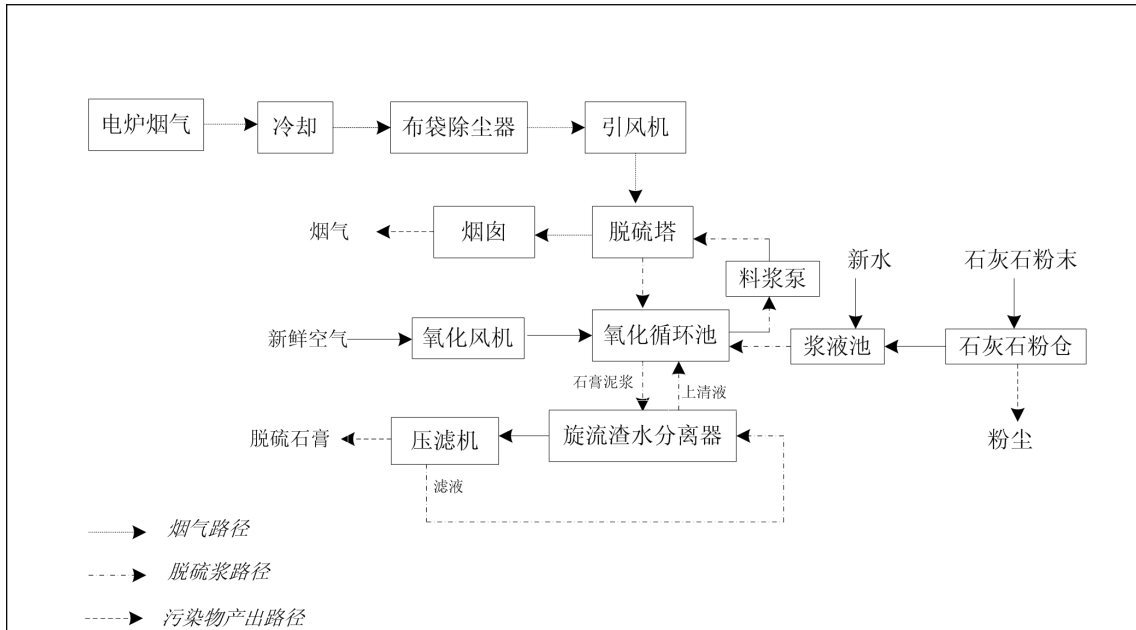 电炉烟气
冷却
布袋除尘器
引风机
烟气
烟囱
脱硫塔
料浆泵
新水
石灰石粉末
新鲜空气
氧化风机
氧化循环池
浆液池
石灰石粉仓
石膏泥浆
上清液
脱硫石膏
压滤机
旋流渣水分离器
粉尘
滤液
烟气路径
脱硫浆路径
污染物产出路径